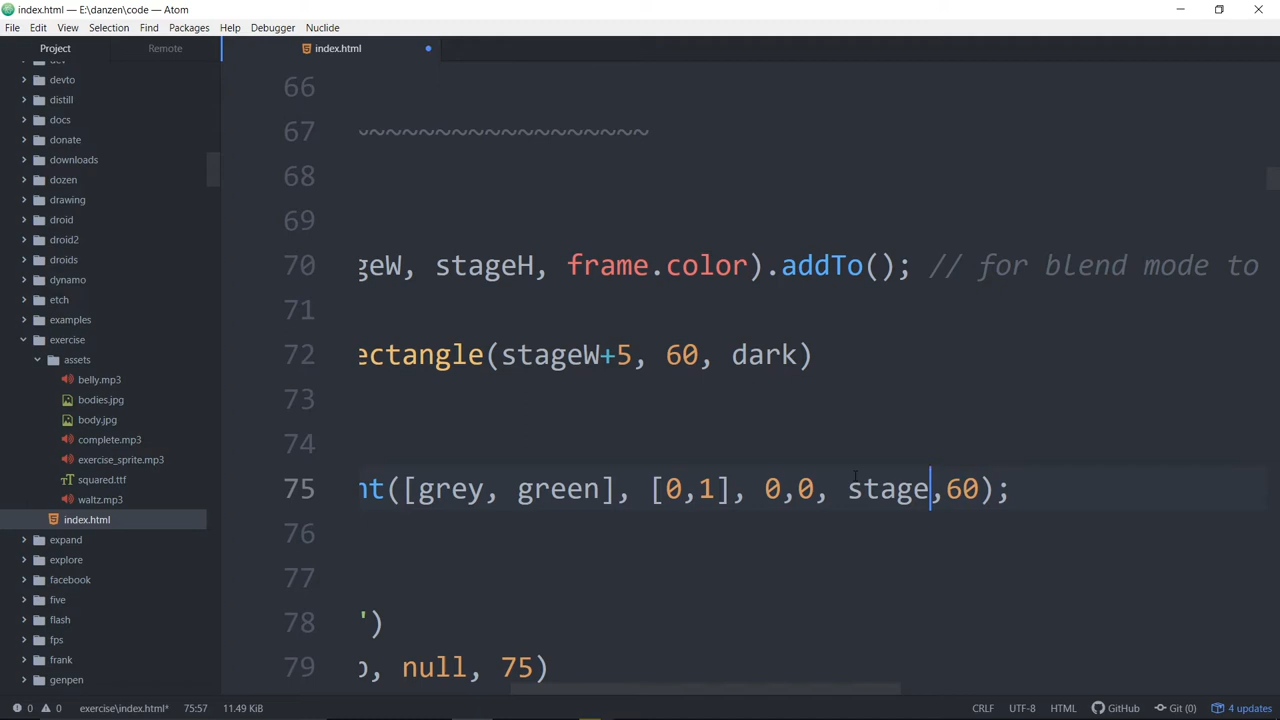 index.html — E:\danzen\code — Atom
File Edit View Selection Find Packages Help Debugger Nuclide
Project Remote
index.html
devto
distill
docs
donate
downloads
dozen
drawing
droid
droid2
droids
dynamo
etch
examples
exercise
assets
belly.mp3
bodies.jpg
body.jpg
complete.mp3
exercise_sprite.mp3
squared.ttf
waltz.mp3
index.html
expand
explore
facebook
five
flash
fps
frank
genpen
66
67 ~~~~~~~~~~~~~~~~~~
68
69
70 geW, stageH, frame.color).addTo(); // for blend mode to
71
72 ectangle(stageW+5, 60, dark)
73
74
75 nt([grey, green], [0,1], 0,0, stage,60);
76
77
78 ')
79 , null, 75)
0 0 exercise\index.html* 75:57 11.49 KiB CRLF UTF-8 HTML GitHub Git (0) 4 updates